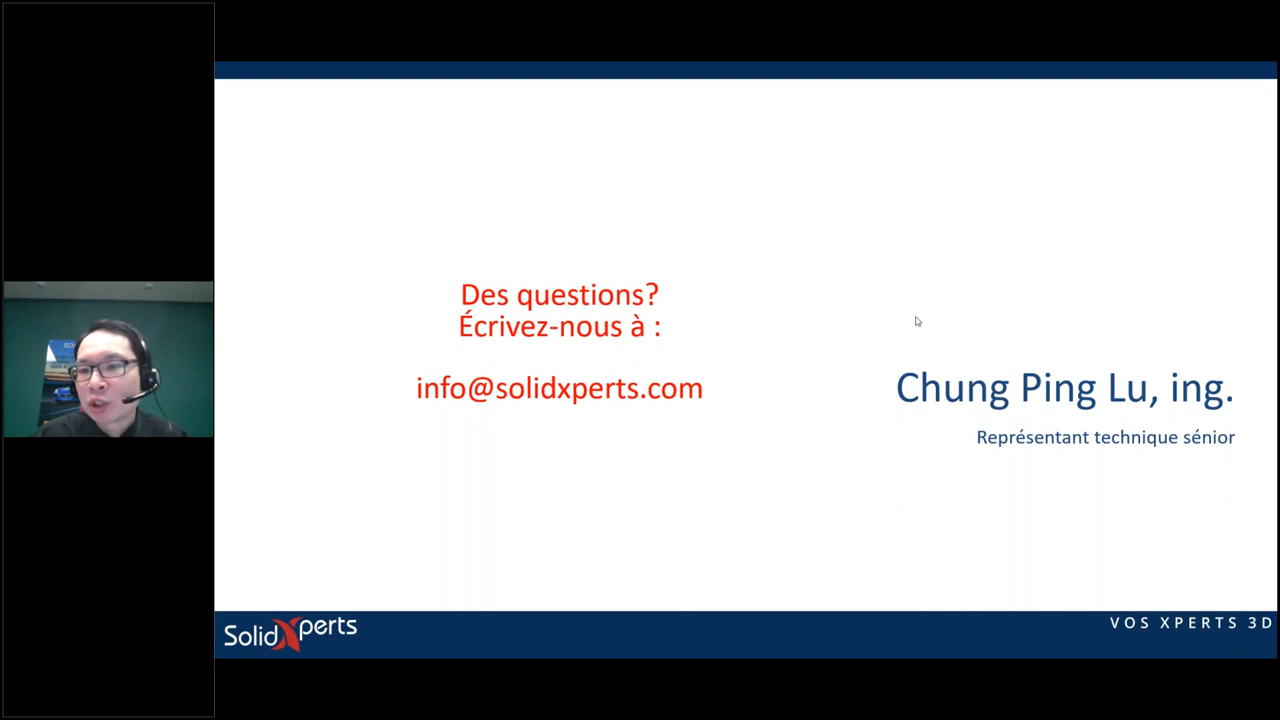 Des questions?
Écrivez-nous à :
info@solidxperts.com
Chung Ping Lu, ing.
Représentant technique sénior
SolidXperts
VOS XPERTS 3D